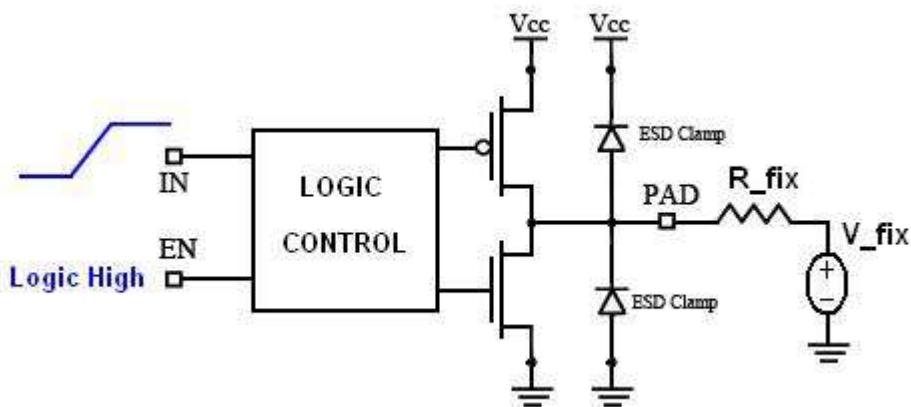 Vcc
Vcc
IN
EN
Logic High
LOGIC
CONTROL
ESD Clamp
PAD
R_fix
V_fix
+
−
ESD Clamp